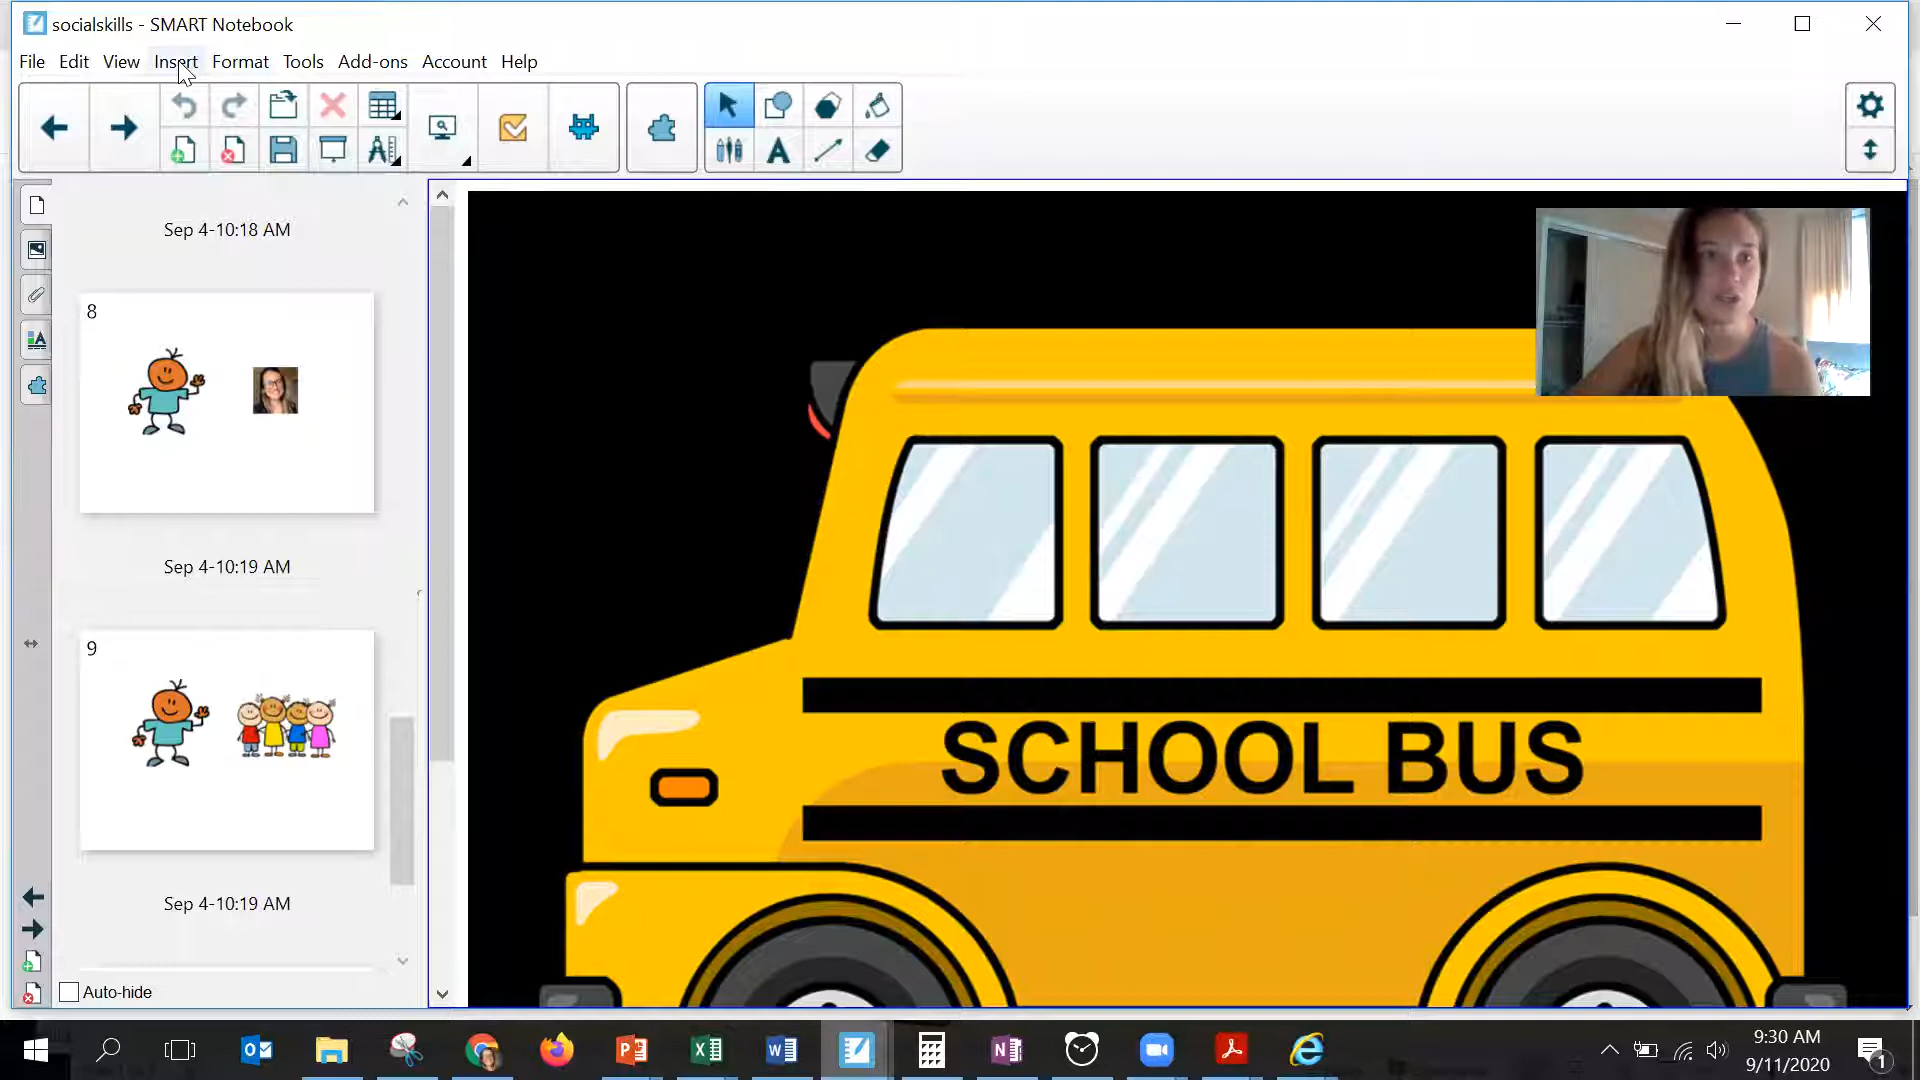 socialskills - SMART Notebook
File Edit View Insert Format Tools Add-ons Account Help
Sep 4-10:18 AM
8
Sep 4-10:19 AM
9
Sep 4-10:19 AM
Auto-hide
SCHOOL BUS
9:30 AM
9/11/2020
1